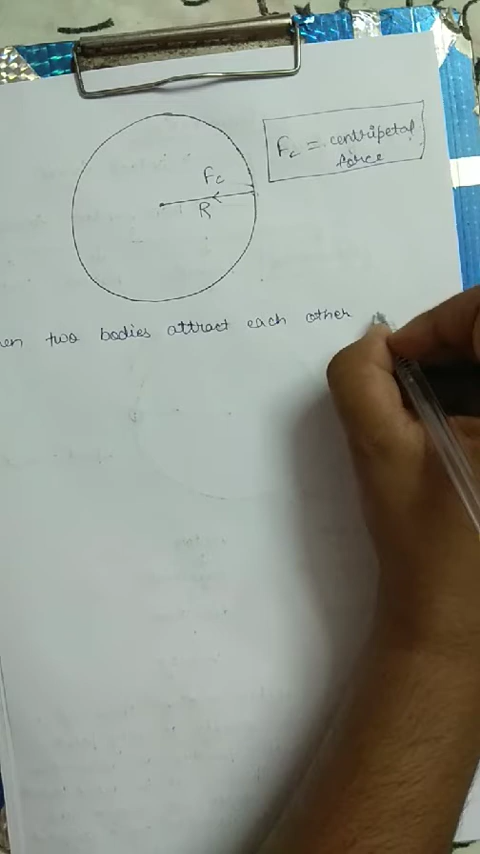 Fc = centripetal
force
Fc
R
two bodies attract each other